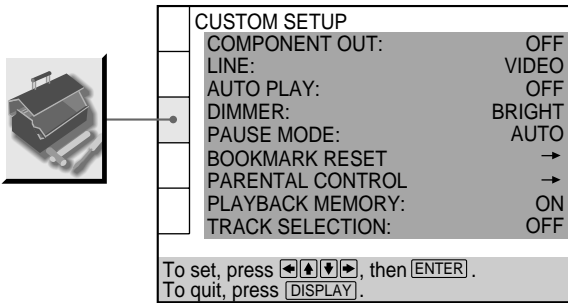 CUSTOM SETUP
COMPONENT OUT: OFF
LINE: VIDEO
AUTO PLAY: OFF
DIMMER: BRIGHT
PAUSE MODE: AUTO
BOOKMARK RESET →
PARENTAL CONTROL →
PLAYBACK MEMORY: ON
TRACK SELECTION: OFF
To set, press ←↑↓→, then ENTER.
To quit, press DISPLAY.